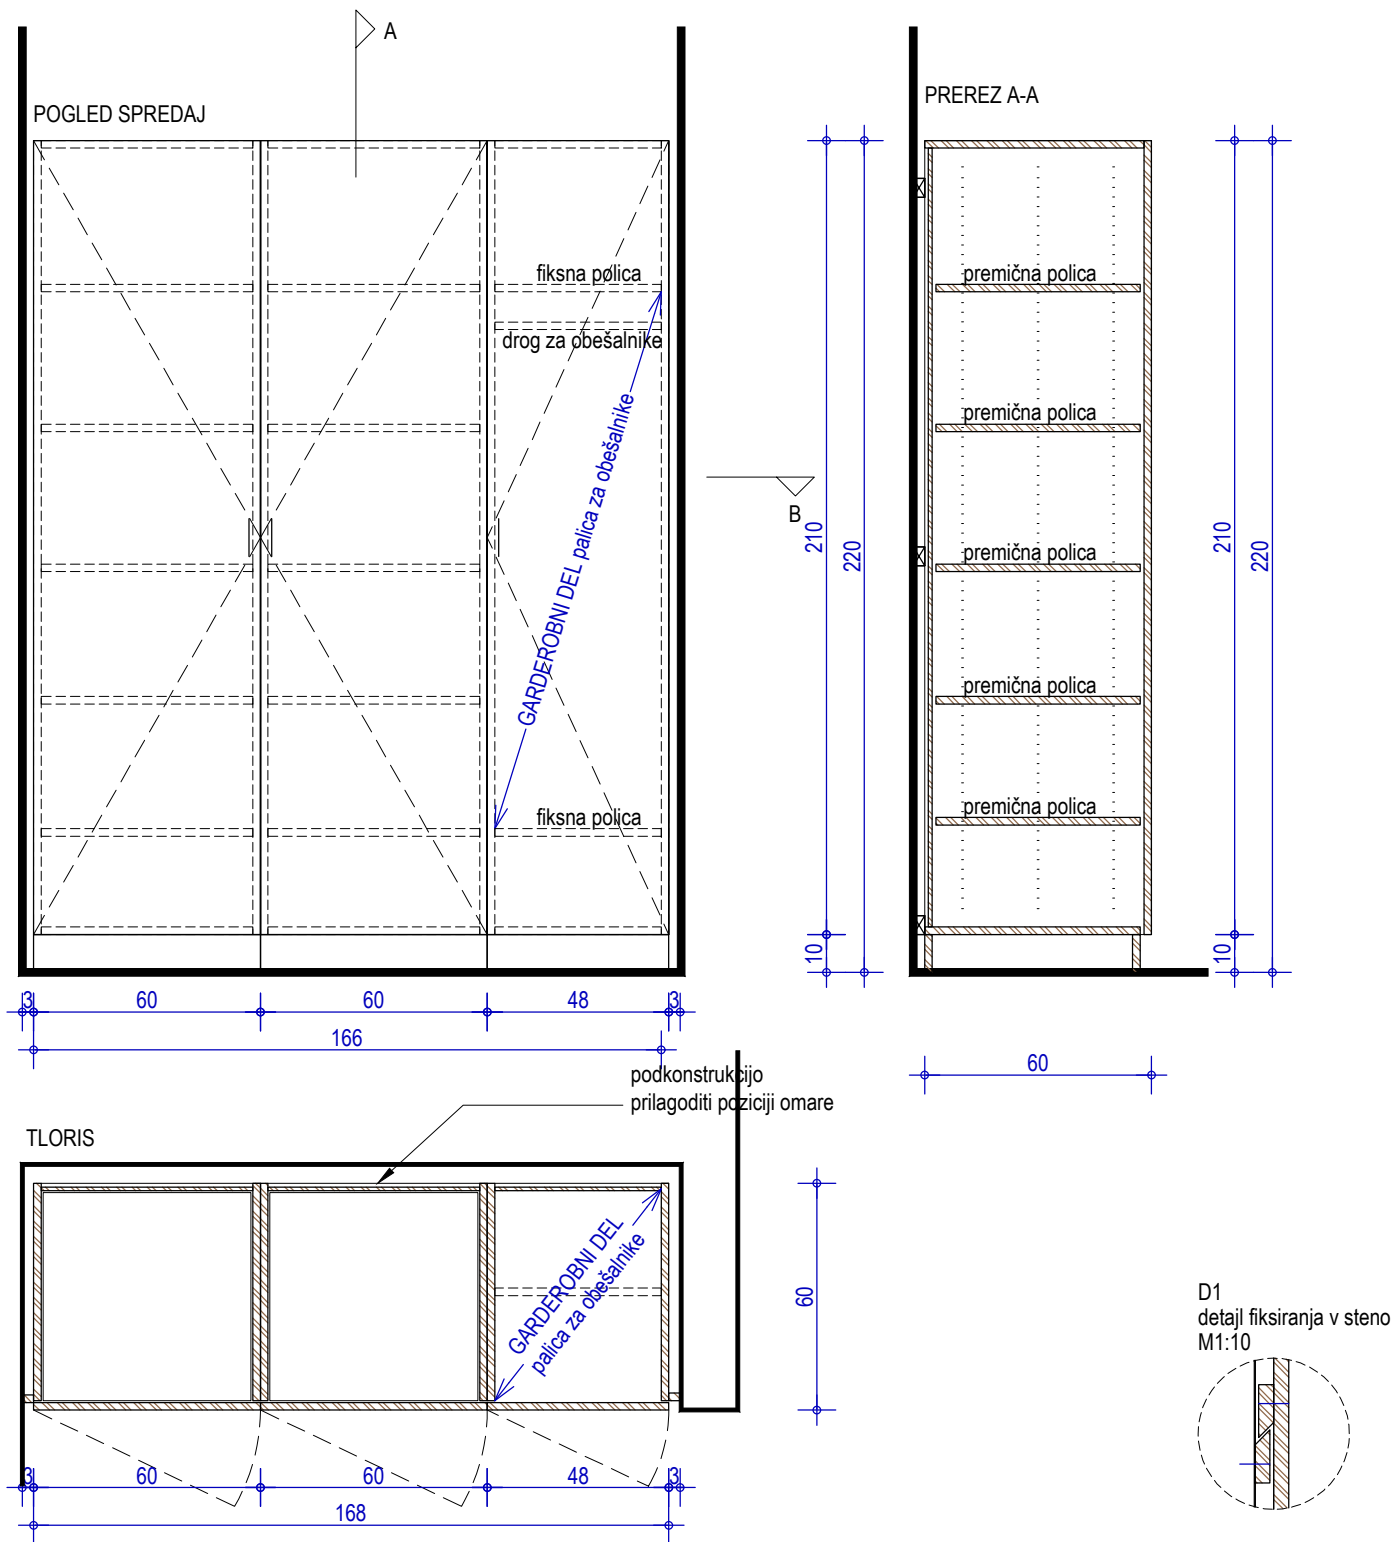 A
POGLED SPREDAJ
fiksna polica
drog za obešalnike
GARDEROBNI DEL palica za obešalnike
fiksna polica
B
3
60
60
48
3
166
PREREZ A-A
premična polica
premična polica
premična polica
premična polica
premična polica
210
220
10
210
220
10
60
podkonstrukcijo
prilagoditi poziciji omare
TLORIS
GARDEROBNI DEL
palica za obešalnike
60
3
60
60
48
3
168
D1
detajl fiksiranja v steno
M1:10